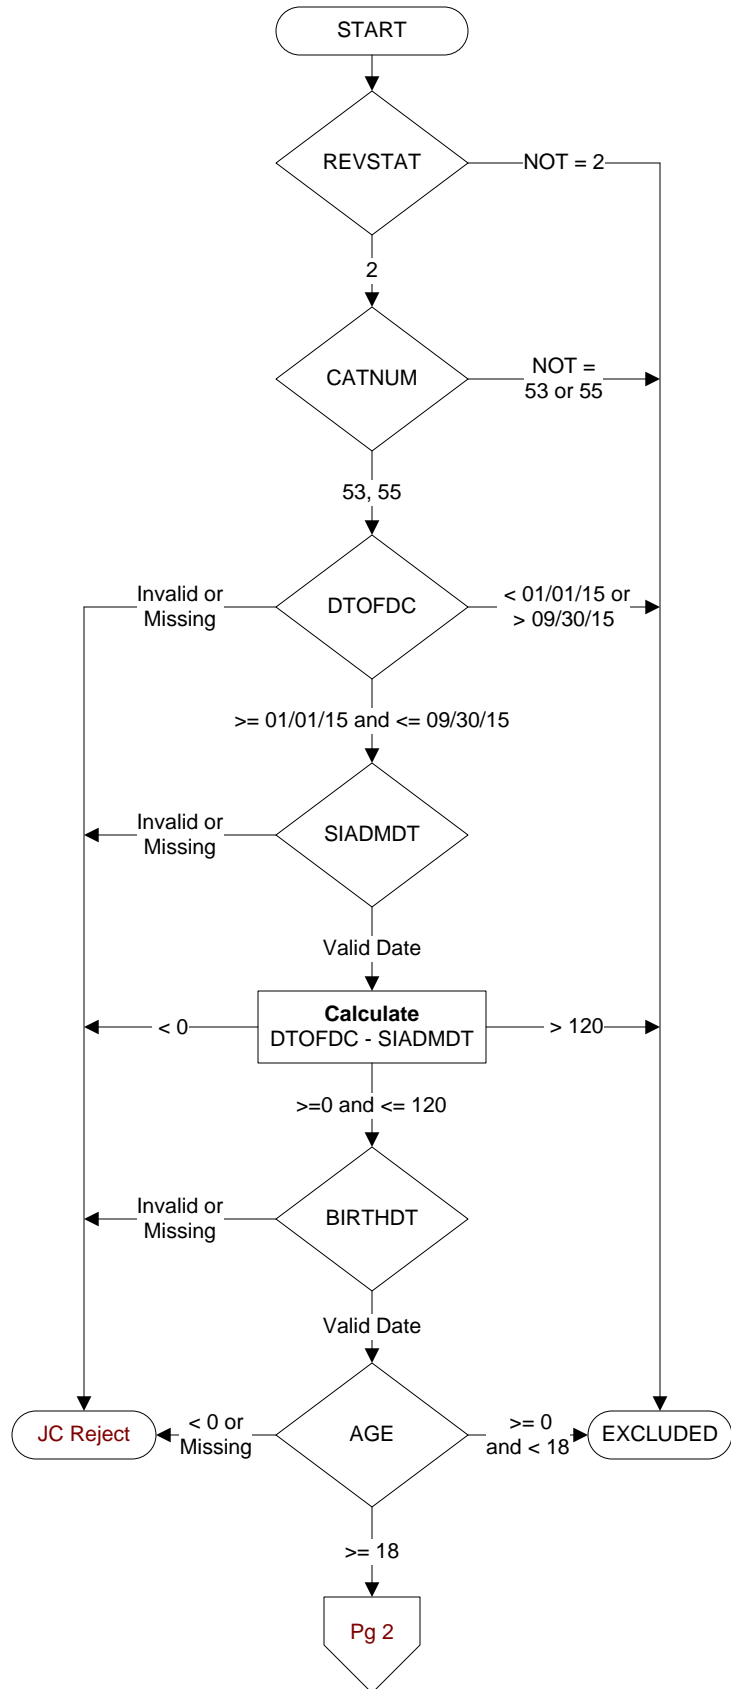 START
REVSTAT
NOT = 2
2
CATNUM
NOT =
53 or 55
53, 55
Invalid or
Missing
DTOFDC
< 01/01/15 or
> 09/30/15
>= 01/01/15 and <= 09/30/15
Invalid or
Missing
SIADMDT
Valid Date
< 0
Calculate
DTOFDC - SIADMDT
> 120
>=0 and <= 120
Invalid or
Missing
BIRTHDT
Valid Date
JC Reject
< 0 or
Missing
AGE
>= 0
and < 18
EXCLUDED
>= 18
Pg 2